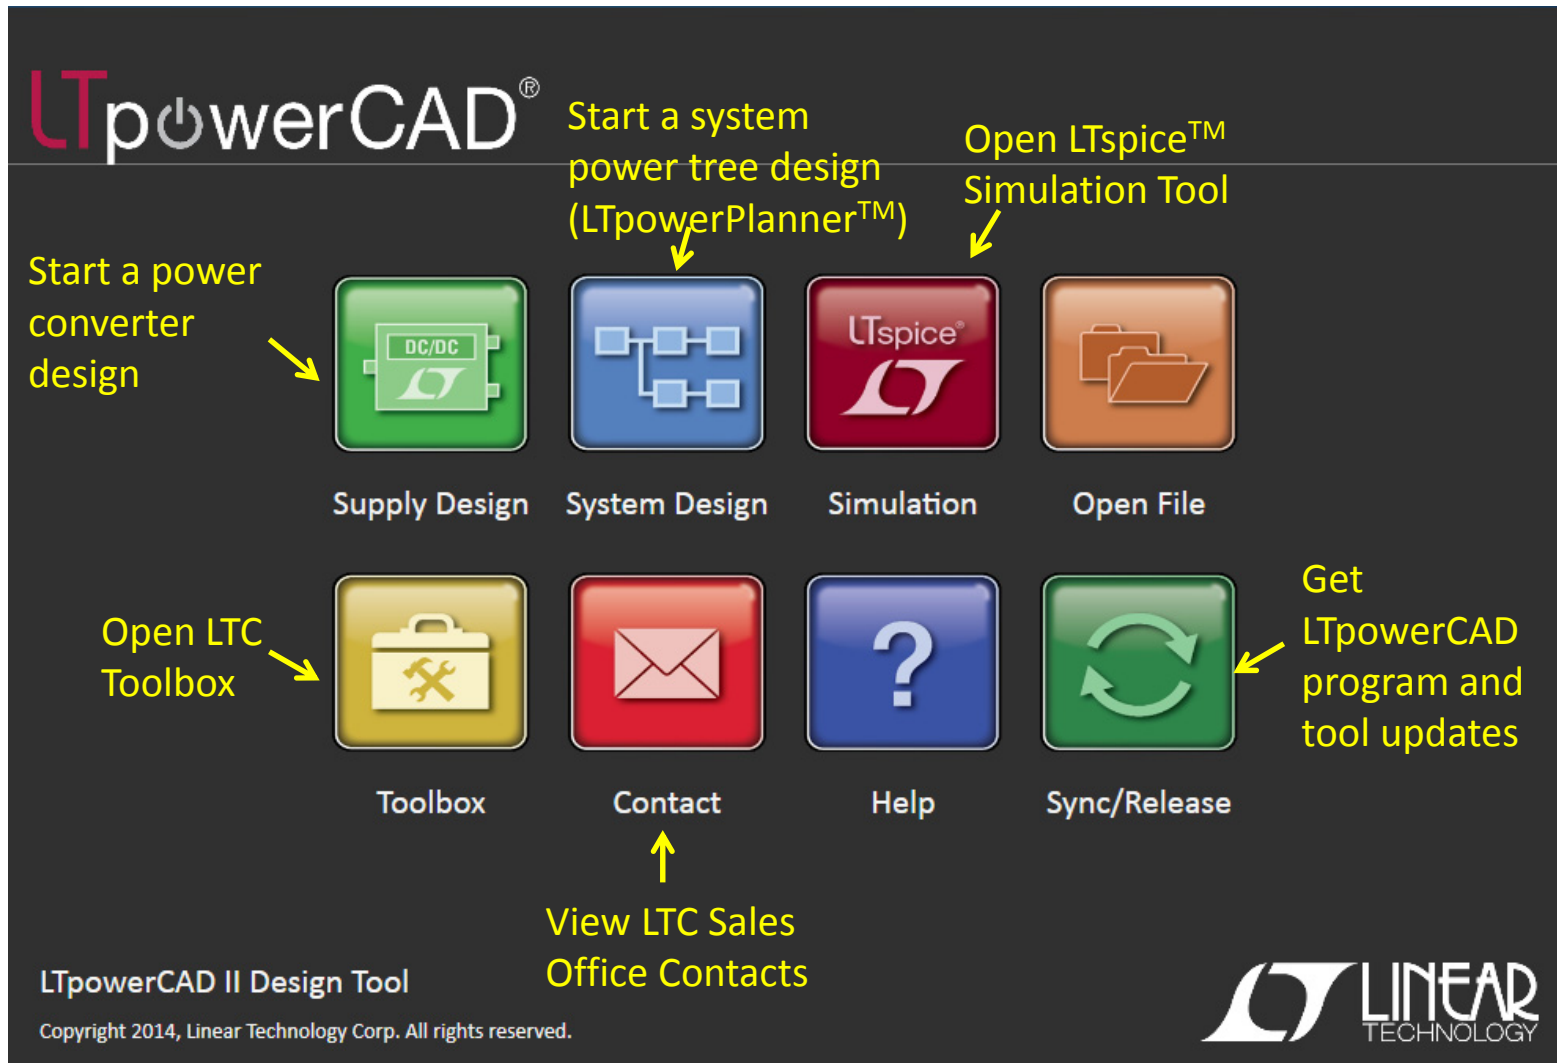 LTpowerCAD®
Start a system
power tree design
(LTpowerPlanner™)
Open LTspice™
Simulation Tool
Start a power
converter
design
DC/DC
LTspice®
Supply Design
System Design
Simulation
Open File
Open LTC
Toolbox
?
Get
LTpowerCAD
program and
tool updates
Toolbox
Contact
Help
Sync/Release
View LTC Sales
Office Contacts
LTpowerCAD II Design Tool
Copyright 2014, Linear Technology Corp. All rights reserved.
LINEAR
TECHNOLOGY